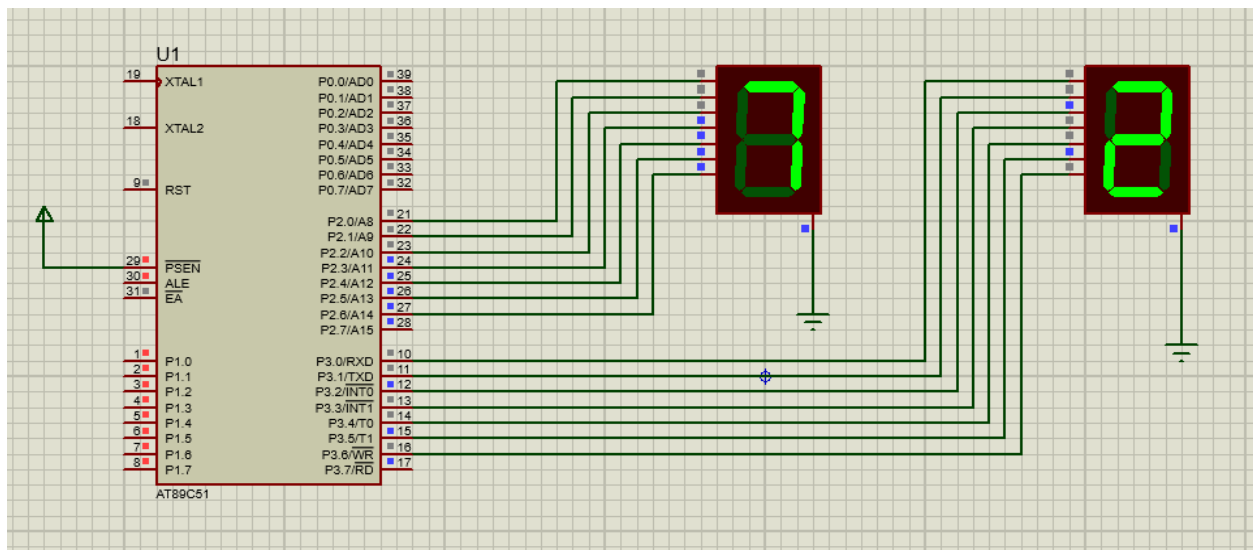 U1
19 XTAL1
18 XTAL2
9 RST
29 PSEN
30 ALE
31 EA
1 P1.0
2 P1.1
3 P1.2
4 P1.3
5 P1.4
6 P1.5
7 P1.6
8 P1.7
P0.0/AD0 39
P0.1/AD1 38
P0.2/AD2 37
P0.3/AD3 36
P0.4/AD4 35
P0.5/AD5 34
P0.6/AD6 33
P0.7/AD7 32
P2.0/A8 21
P2.1/A9 22
P2.2/A10 23
P2.3/A11 24
P2.4/A12 25
P2.5/A13 26
P2.6/A14 27
P2.7/A15 28
P3.0/RXD 10
P3.1/TXD 11
P3.2/INT0 12
P3.3/INT1 13
P3.4/T0 14
P3.5/T1 15
P3.6/WR 16
P3.7/RD 17
AT89C51
7
2